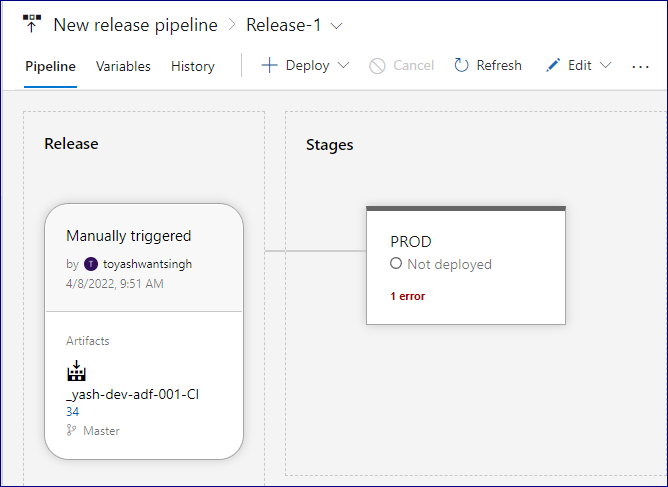 New release pipeline > Release-1
Pipeline Variables History + Deploy Cancel Refresh Edit ...
Release
Stages
Manually triggered
by T toyashwantsingh
4/8/2022, 9:51 AM
Artifacts
_yash-dev-adf-001-CI
34
Master
PROD
Not deployed
1 error